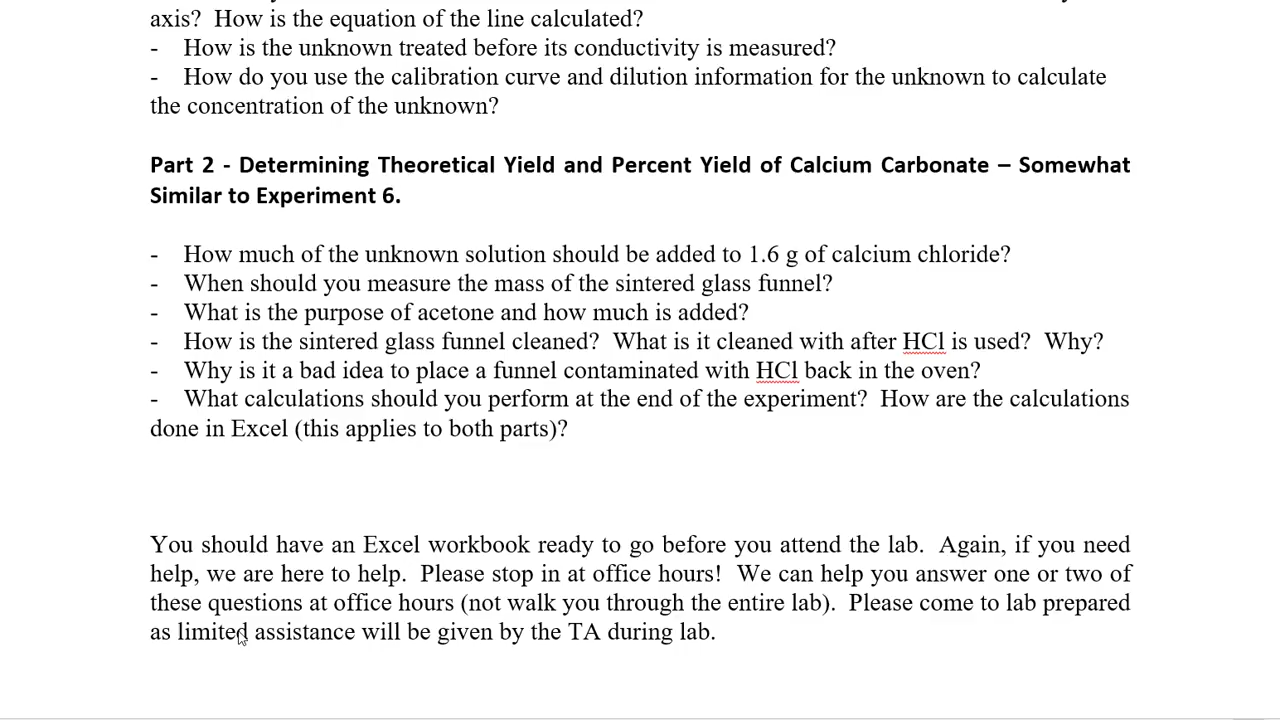 axis?  How is the equation of the line calculated?
-    How is the unknown treated before its conductivity is measured?
-    How do you use the calibration curve and dilution information for the unknown to calculate
the concentration of the unknown?
Part 2 - Determining Theoretical Yield and Percent Yield of Calcium Carbonate – Somewhat
Similar to Experiment 6.
-    How much of the unknown solution should be added to 1.6 g of calcium chloride?
-    When should you measure the mass of the sintered glass funnel?
-    What is the purpose of acetone and how much is added?
-    How is the sintered glass funnel cleaned?  What is it cleaned with after HCl is used?  Why?
-    Why is it a bad idea to place a funnel contaminated with HCl back in the oven?
-    What calculations should you perform at the end of the experiment?  How are the calculations
done in Excel (this applies to both parts)?
You should have an Excel workbook ready to go before you attend the lab.  Again, if you need
help, we are here to help.  Please stop in at office hours!  We can help you answer one or two of
these questions at office hours (not walk you through the entire lab).  Please come to lab prepared
as limited assistance will be given by the TA during lab.